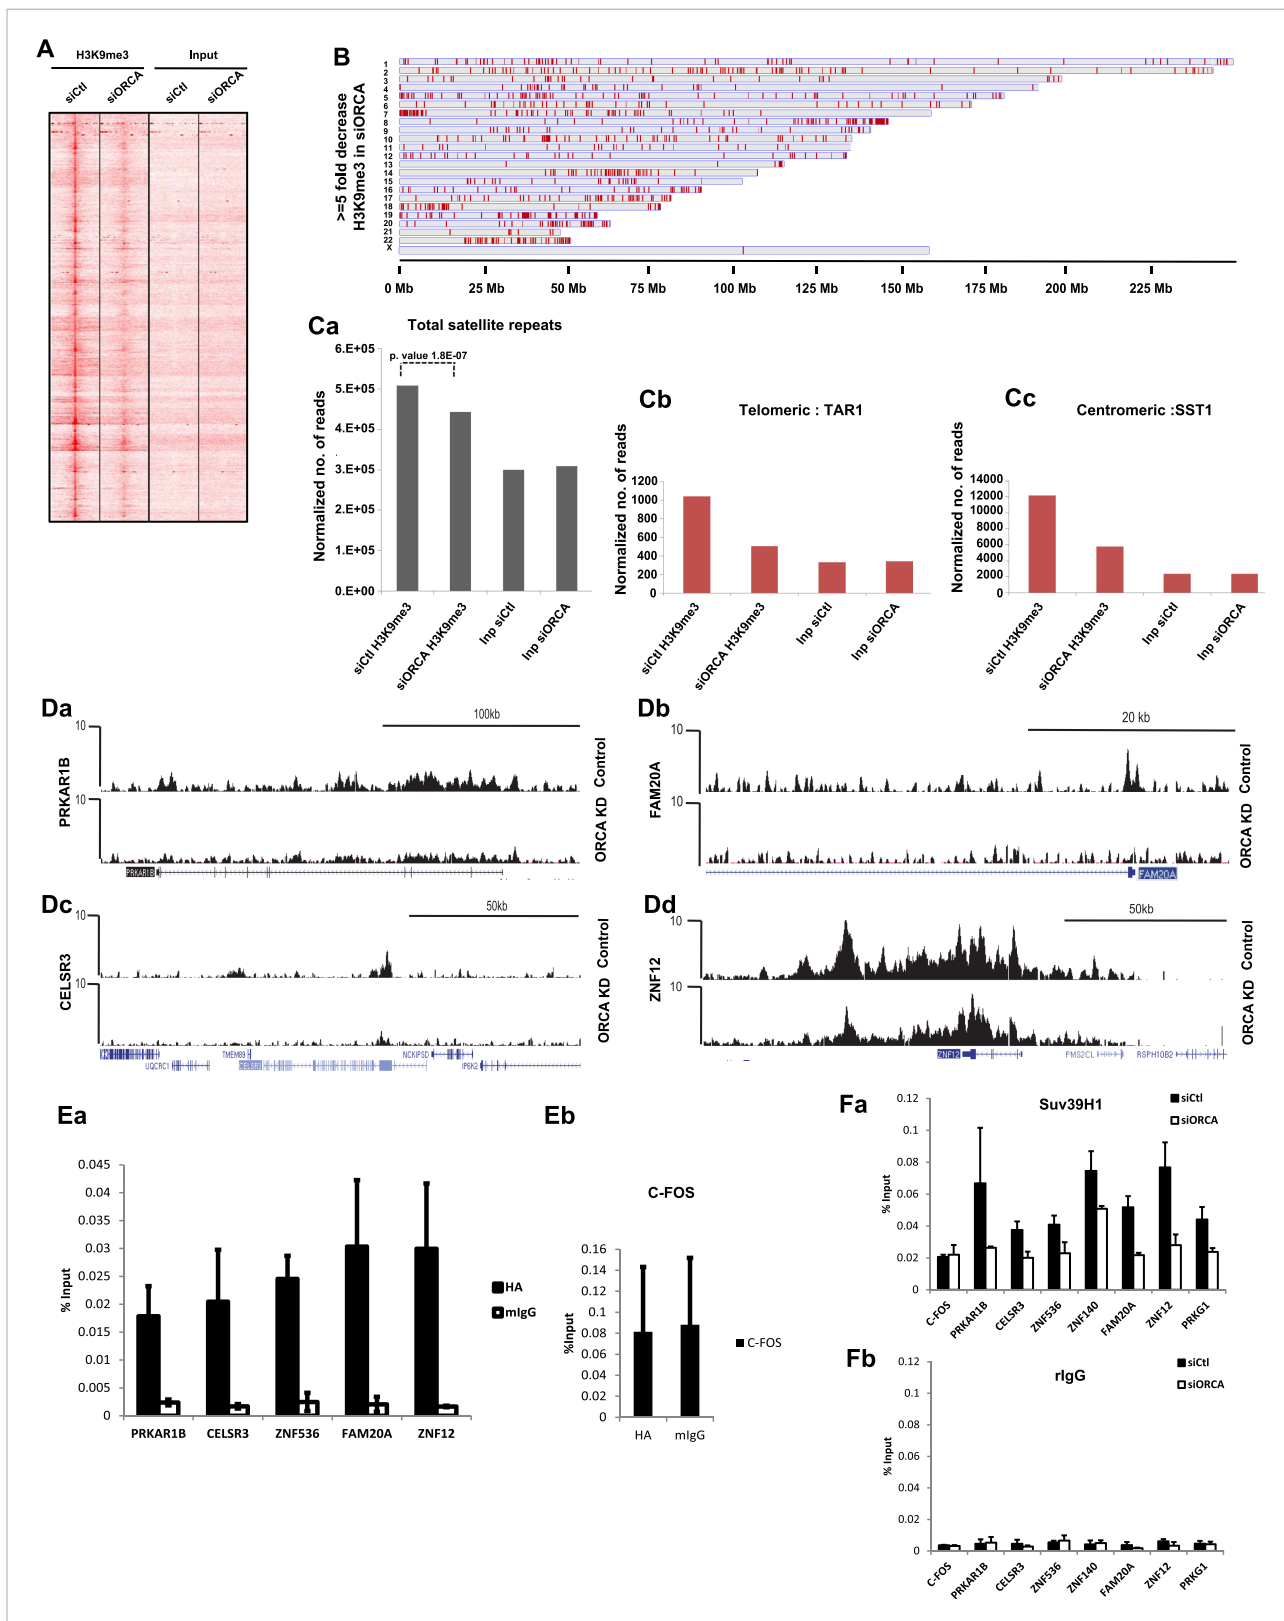 A
H3K9me3
Input
siCtl
siORCA
siCtl
siORCA
B
>=5 fold decrease
H3K9me3 in siORCA
1
2
3
4
5
6
7
8
9
10
11
12
13
14
15
16
17
18
19
20
21
22
X
0 Mb
25 Mb
50 Mb
75 Mb
100 Mb
125 Mb
150 Mb
175 Mb
200 Mb
225 Mb
Ca
Total satellite repeats
Normalized no. of reads
6.E+05
5.E+05
4.E+05
3.E+05
2.E+05
1.E+05
0.E+00
p. value 1.8E-07
siCtl H3K9me3
siORCA H3K9me3
Inp siCtl
Inp siORCA
Cb
Telomeric : TAR1
Normalized no. of reads
1200
1000
800
600
400
200
0
siCtl H3K9me3
siORCA H3K9me3
Inp siCtl
Inp siORCA
Cc
Centromeric :SST1
Normalized no. of reads
14000
12000
10000
8000
6000
4000
2000
0
siCtl H3K9me3
siORCA H3K9me3
Inp siCtl
Inp siORCA
Da
100kb
10
10
PRKAR1B
Control
ORCA KD
PRKAR1B
Db
20 kb
10
10
FAM20A
Control
ORCA KD
FAM20A
Dc
50kb
10
10
CELSR3
Control
ORCA KD
TMEM89
NCKIPSD
UQCRC1
CELSR3
IP6K2
Dd
50kb
10
10
ZNF12
Control
ORCA KD
ZNF12
PMS2CL
RSPH10B2
Ea
% Input
0.045
0.04
0.035
0.03
0.025
0.02
0.015
0.01
0.005
0
PRKAR1B
CELSR3
ZNF536
FAM20A
ZNF12
HA
mIgG
Eb
C-FOS
%Input
0.16
0.14
0.12
0.1
0.08
0.06
0.04
0.02
0
HA
mIgG
C-FOS
Fa
Suv39H1
siCtl
siORCA
% Input
0.12
0.1
0.08
0.06
0.04
0.02
0
C-FOS
PRKAR1B
CELSR3
ZNF536
ZNF140
FAM20A
ZNF12
PRKG1
Fb
rIgG
siCtl
siORCA
% Input
0.12
0.1
0.08
0.06
0.04
0.02
0
C-FOS
PRKAR1B
CELSR3
ZNF536
ZNF140
FAM20A
ZNF12
PRKG1